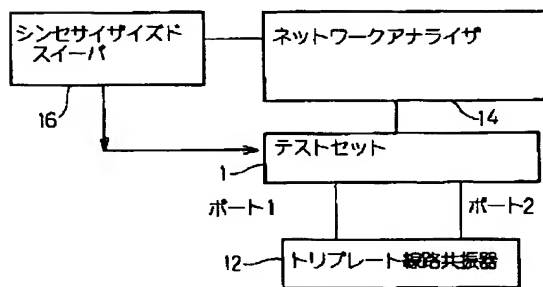 シンセサイザイズド
スイーパ
16
ネットワークアナライザ
14
テストセット
1
ポート1
ポート2
12
トリプレート線路共振器